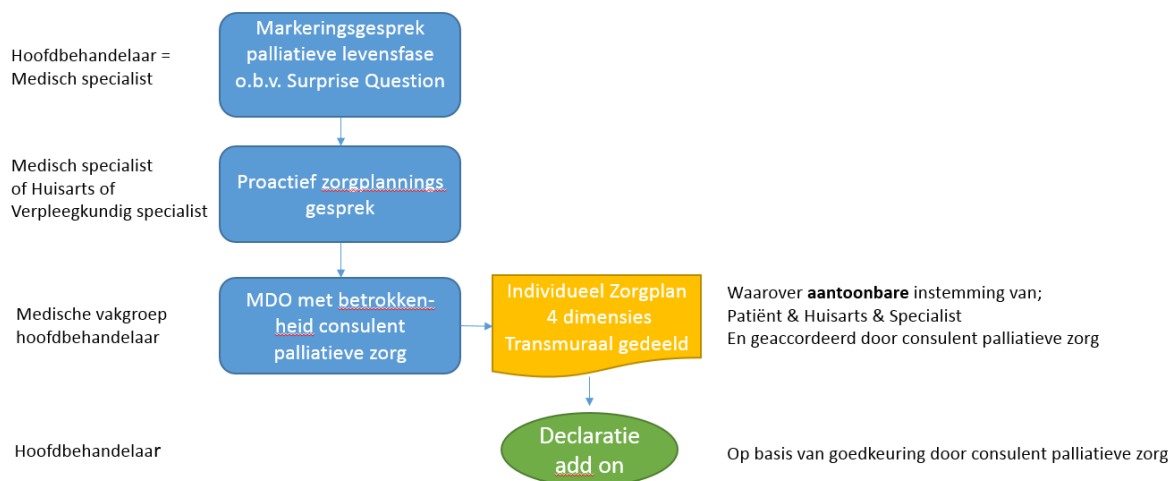 Hoofdbehandelaar =
Medisch specialist
Markeringsgesprek
palliatieve levensfase
o.b.v. Surprise Question
Medisch specialist
of Huisarts of
Verpleegkundig specialist
Proactief zorgplannings
gesprek
Medische vakgroep
hoofdbehandelaar
MDO met betrokken-
heid consulent
palliatieve zorg
Individueel Zorgplan
4 dimensies
Transmuraal gedeeld
Waarover aantoonbare instemming van;
Patiënt & Huisarts & Specialist
En geaccordeerd door consulent palliatieve zorg
Hoofdbehandelaar
Declaratie
add on
Op basis van goedkeuring door consulent palliatieve zorg